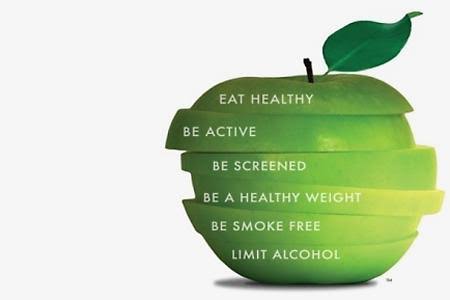 EAT HEALTHY
BE ACTIVE
BE SCREENED
BE A HEALTHY WEIGHT
BE SMOKE FREE
LIMIT ALCOHOL
™